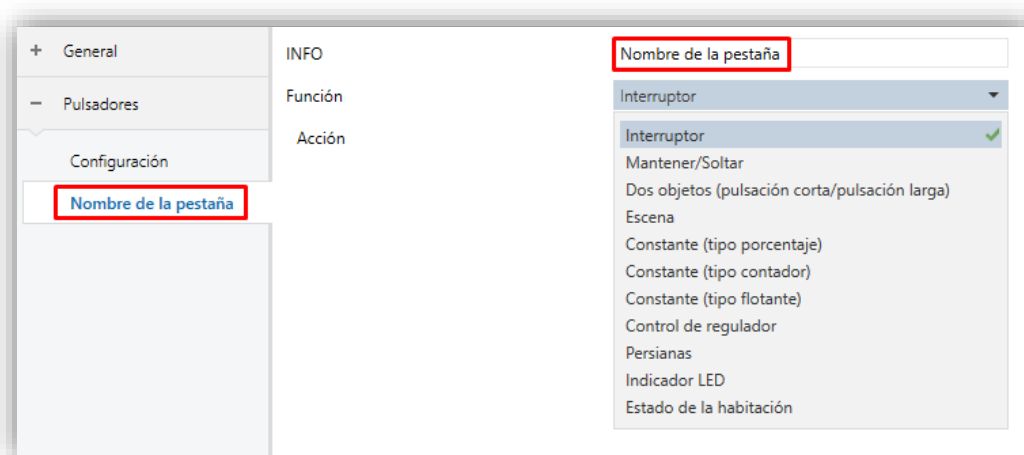 + General
− Pulsadores
Configuración
Nombre de la pestaña
INFO Nombre de la pestaña
Función Interruptor
Acción
Interruptor
Mantener/Soltar
Dos objetos (pulsación corta/pulsación larga)
Escena
Constante (tipo porcentaje)
Constante (tipo contador)
Constante (tipo flotante)
Control de regulador
Persianas
Indicador LED
Estado de la habitación